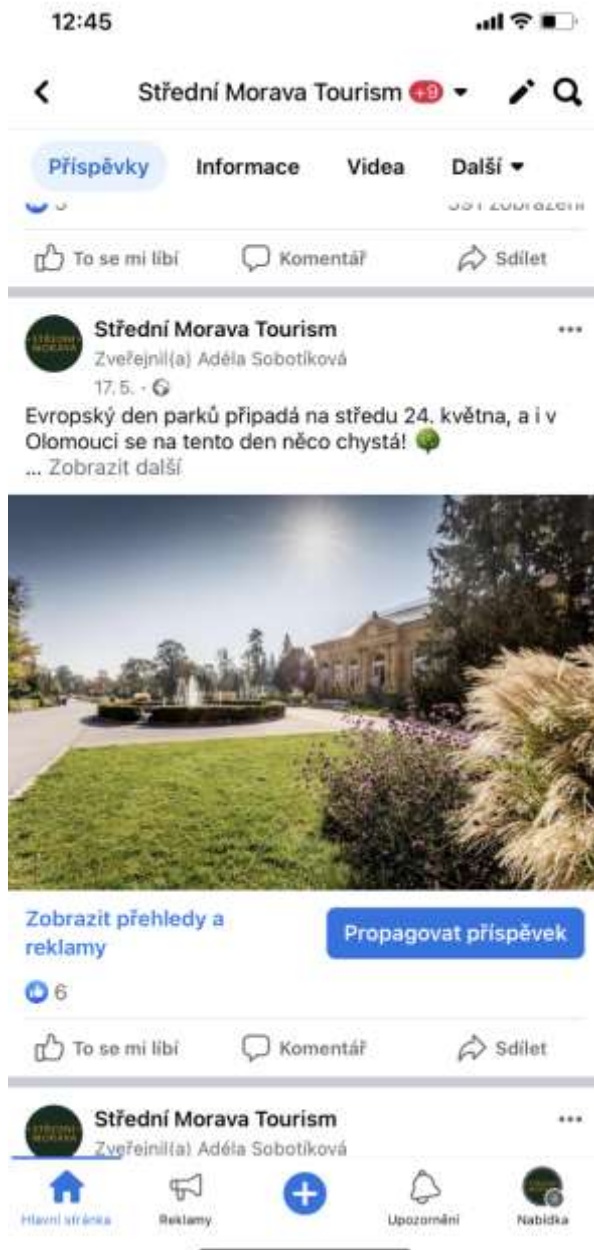 12:45
Střední Morava Tourism +9
Příspěvky Informace Videa Další
To se mi líbí Komentář Sdílet
Střední Morava Tourism
Zveřejnil(a) Adéla Sobotíková
17. 5.
Evropský den parků připadá na středu 24. května, a i v
Olomouci se na tento den něco chystá!
... Zobrazit další
Zobrazit přehledy a
reklamy
Propagovat příspěvek
6
To se mi líbí Komentář Sdílet
Střední Morava Tourism
Zveřejnil(a) Adéla Sobotíková
Hlavní stránka Reklamy Upozornění Nabídka